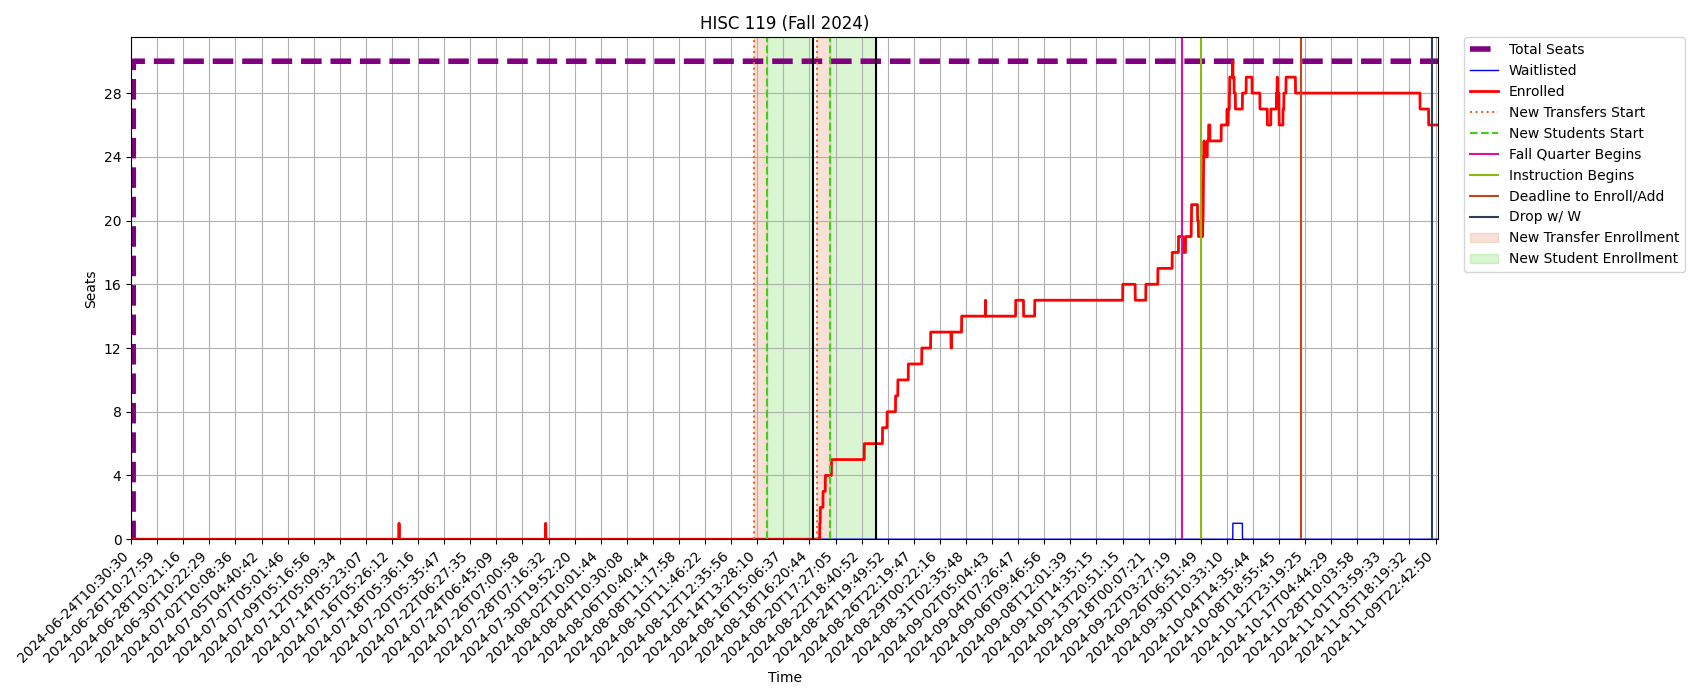 HISC 119 (Fall 2024)
Total Seats
Waitlisted
Enrolled
New Transfers Start
New Students Start
Fall Quarter Begins
Instruction Begins
Deadline to Enroll/Add
Drop w/ W
New Transfer Enrollment
New Student Enrollment
Seats
28
24
20
16
12
8
4
0
2024-06-24T10:30:30
2024-06-26T10:27:59
2024-06-28T10:21:16
2024-06-30T10:22:29
2024-07-02T10:08:36
2024-07-05T04:40:42
2024-07-07T05:01:46
2024-07-09T05:16:56
2024-07-12T05:09:34
2024-07-14T05:23:07
2024-07-16T05:26:12
2024-07-18T05:36:16
2024-07-20T05:35:47
2024-07-22T06:27:35
2024-07-24T06:45:09
2024-07-26T07:00:58
2024-07-28T07:16:32
2024-07-30T19:52:20
2024-08-02T10:01:44
2024-08-04T10:30:08
2024-08-06T10:40:44
2024-08-08T11:17:58
2024-08-10T11:46:22
2024-08-12T12:35:56
2024-08-14T13:28:10
2024-08-16T15:06:37
2024-08-18T16:20:44
2024-08-20T17:27:05
2024-08-22T18:40:52
2024-08-24T19:49:52
2024-08-26T22:19:47
2024-08-29T00:22:16
2024-08-31T02:35:48
2024-09-02T05:04:43
2024-09-04T07:26:47
2024-09-06T09:46:56
2024-09-08T12:01:39
2024-09-10T14:35:15
2024-09-13T20:51:15
2024-09-18T00:07:21
2024-09-22T03:27:19
2024-09-26T06:51:49
2024-09-30T10:33:10
2024-10-04T14:35:44
2024-10-08T18:55:45
2024-10-12T23:19:25
2024-10-17T04:44:29
2024-10-28T10:03:58
2024-11-01T13:59:33
2024-11-05T18:19:32
2024-11-09T22:42:50
Time